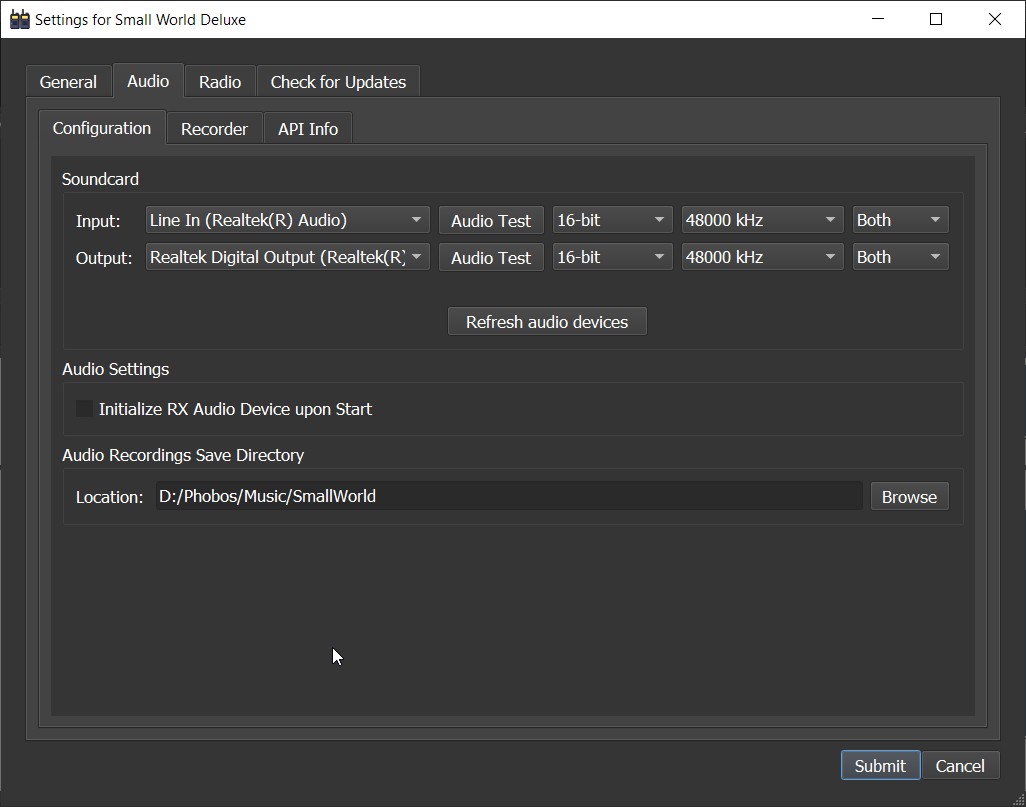 Settings for Small World Deluxe
General Audio Radio Check for Updates
Configuration Recorder API Info
Soundcard
Input: Line In (Realtek(R) Audio) Audio Test 16-bit 48000 kHz Both
Output: Realtek Digital Output (Realtek(R) Audio Test 16-bit 48000 kHz Both
Refresh audio devices
Audio Settings
Initialize RX Audio Device upon Start
Audio Recordings Save Directory
Location: D:/Phobos/Music/SmallWorld Browse
Submit Cancel